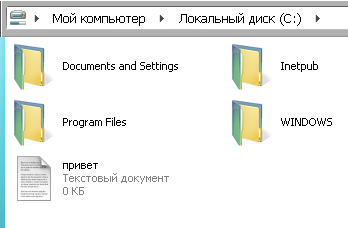 Мой компьютер Локальный диск (C:)
Documents and Settings Inetpub
Program Files WINDOWS
привет
Текстовый документ
0 КБ